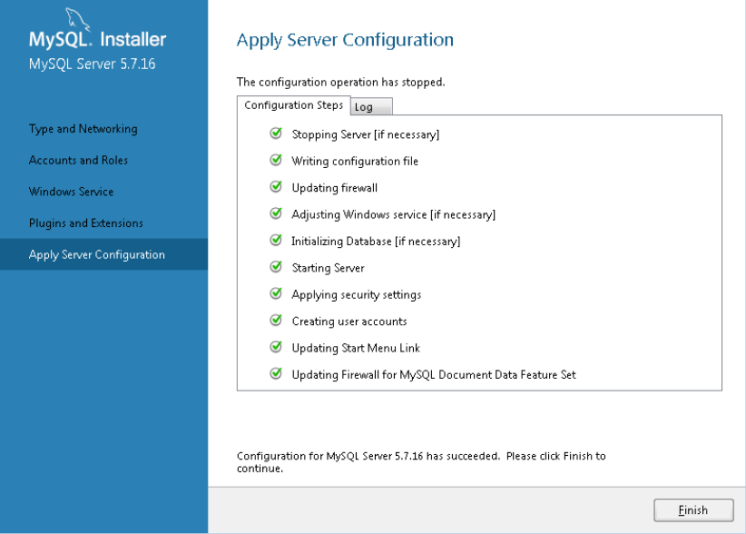 MySQL. Installer
MySQL Server 5.7.16
Type and Networking
Accounts and Roles
Windows Service
Plugins and Extensions
Apply Server Configuration
Apply Server Configuration
The configuration operation has stopped.
Configuration Steps
Log
Stopping Server [if necessary]
Writing configuration file
Updating firewall
Adjusting Windows service [if necessary]
Initializing Database [if necessary]
Starting Server
Applying security settings
Creating user accounts
Updating Start Menu Link
Updating Firewall for MySQL Document Data Feature Set
Configuration for MySQL Server 5.7.16 has succeeded. Please click Finish to
continue.
Finish